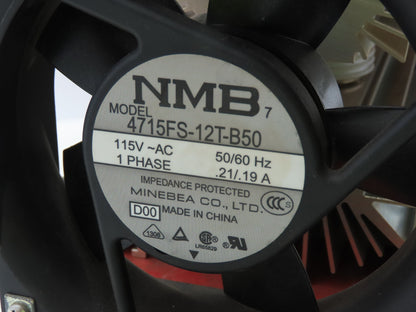 NMB 7
MODEL
4715FS-12T-B50
115V ~AC 50/60 Hz
1 PHASE .21/.19 A
IMPEDANCE PROTECTED
MINEBEA CO., LTD.
D00 MADE IN CHINA
CCC S